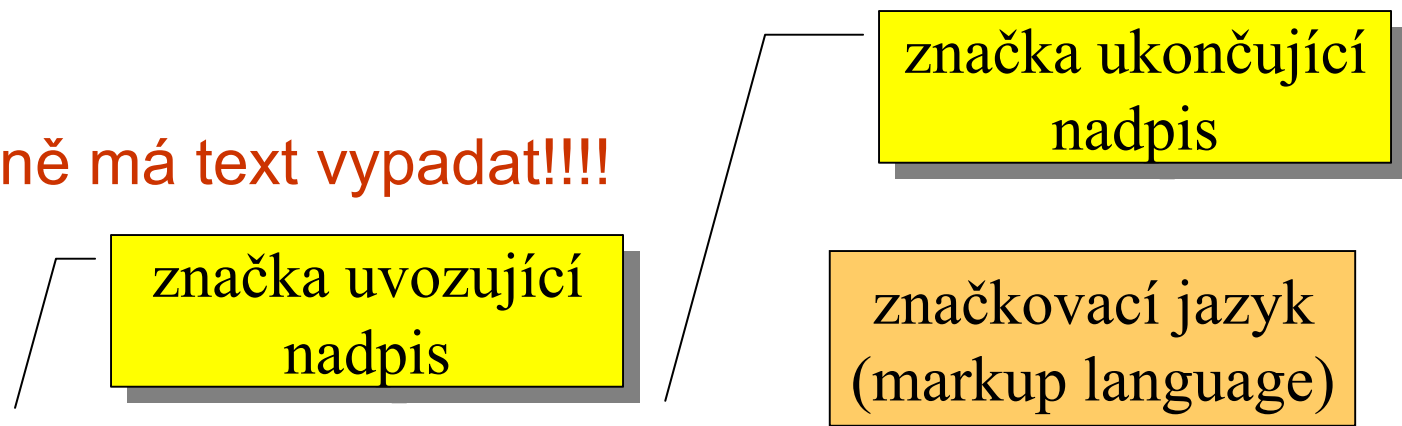 značka ukončující
nadpis
ně má text vypadat!!!!
značka uvozující
nadpis
značkovací jazyk
(markup language)